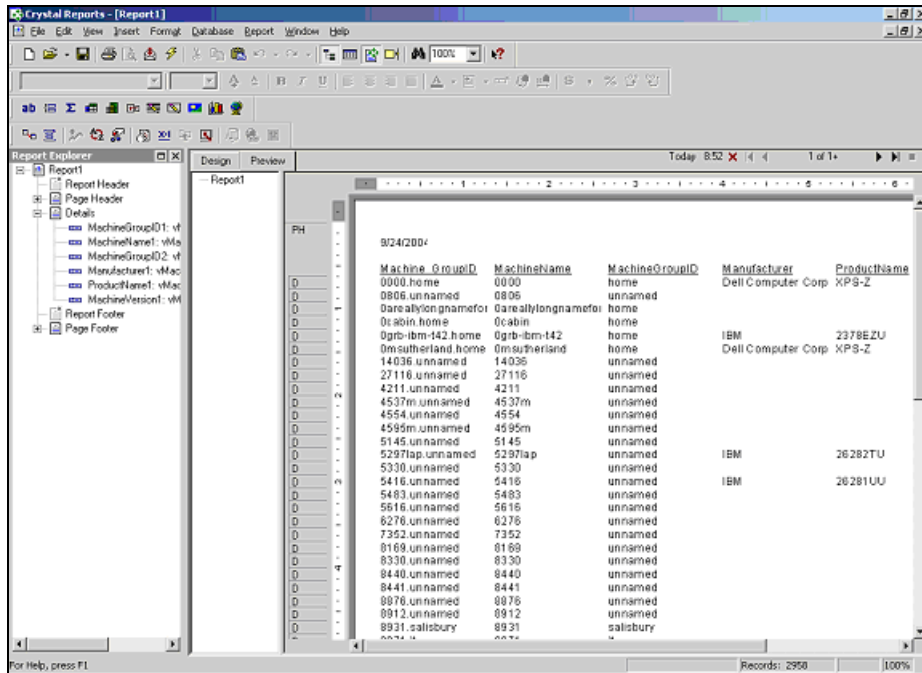 Crystal Reports - [Report1]
File Edit View Insert Format Database Report Window Help
100%
B I U
Report Explorer
Report1
Report Header
Page Header
Details
MachineGroupID1: vM
MachineName1: vMa
MachineGroupID2: vM
Manufacturer1: vMac
ProductName1: vMac
MachineVersion1: vM
Report Footer
Page Footer
Design Preview
Today 8:52 1 of 1+
Report1
1 2 3 4 5 6
PH
9/24/2004
Machine_GroupID MachineName MachineGroupID Manufacturer ProductName
D 0000.home 0000 home Dell Computer Corp XPS-Z
D 0806.unnamed 0806 unnamed
D 0areallylongnamefor 0areallylongnamefor home
D 0cabin.home 0cabin home
D 0grb-ibm-t42.home 0grb-ibm-t42 home IBM 2378EZU
D 0msutherland.home 0msutherland home Dell Computer Corp XPS-Z
D 14036.unnamed 14036 unnamed
D 27116.unnamed 27116 unnamed
D 4211.unnamed 4211 unnamed
D 4537m.unnamed 4537m unnamed
D 4554.unnamed 4554 unnamed
D 4595m.unnamed 4595m unnamed
D 5145.unnamed 5145 unnamed
D 5297lap.unnamed 5297lap unnamed IBM 26282TU
D 5330.unnamed 5330 unnamed
D 5416.unnamed 5416 unnamed IBM 26281UU
D 5483.unnamed 5483 unnamed
D 5616.unnamed 5616 unnamed
D 6276.unnamed 6276 unnamed
D 7352.unnamed 7352 unnamed
D 8169.unnamed 8169 unnamed
D 8330.unnamed 8330 unnamed
D 8440.unnamed 8440 unnamed
D 8441.unnamed 8441 unnamed
D 8876.unnamed 8876 unnamed
D 8912.unnamed 8912 unnamed
D 8931.salisbury 8931 salisbury
For Help, press F1
Records: 2958 100%